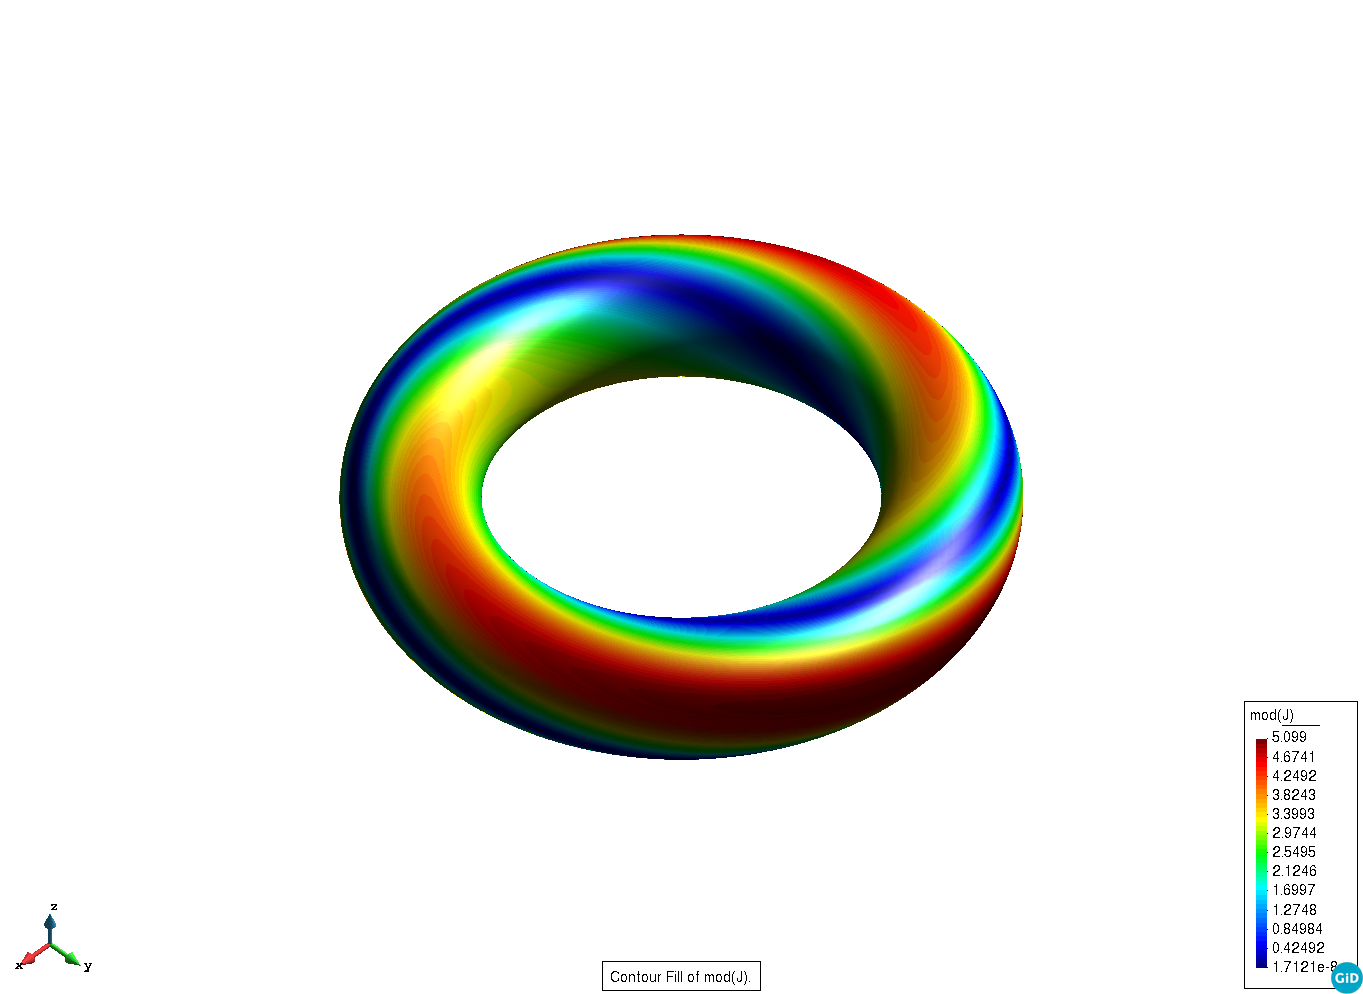 mod(J)
5.099
4.6741
4.2492
3.8243
3.3993
2.9744
2.5495
2.1246
1.6997
1.2748
0.84984
0.42492
1.7121e-8
GiD
z
x
y
Contour Fill of mod(J).